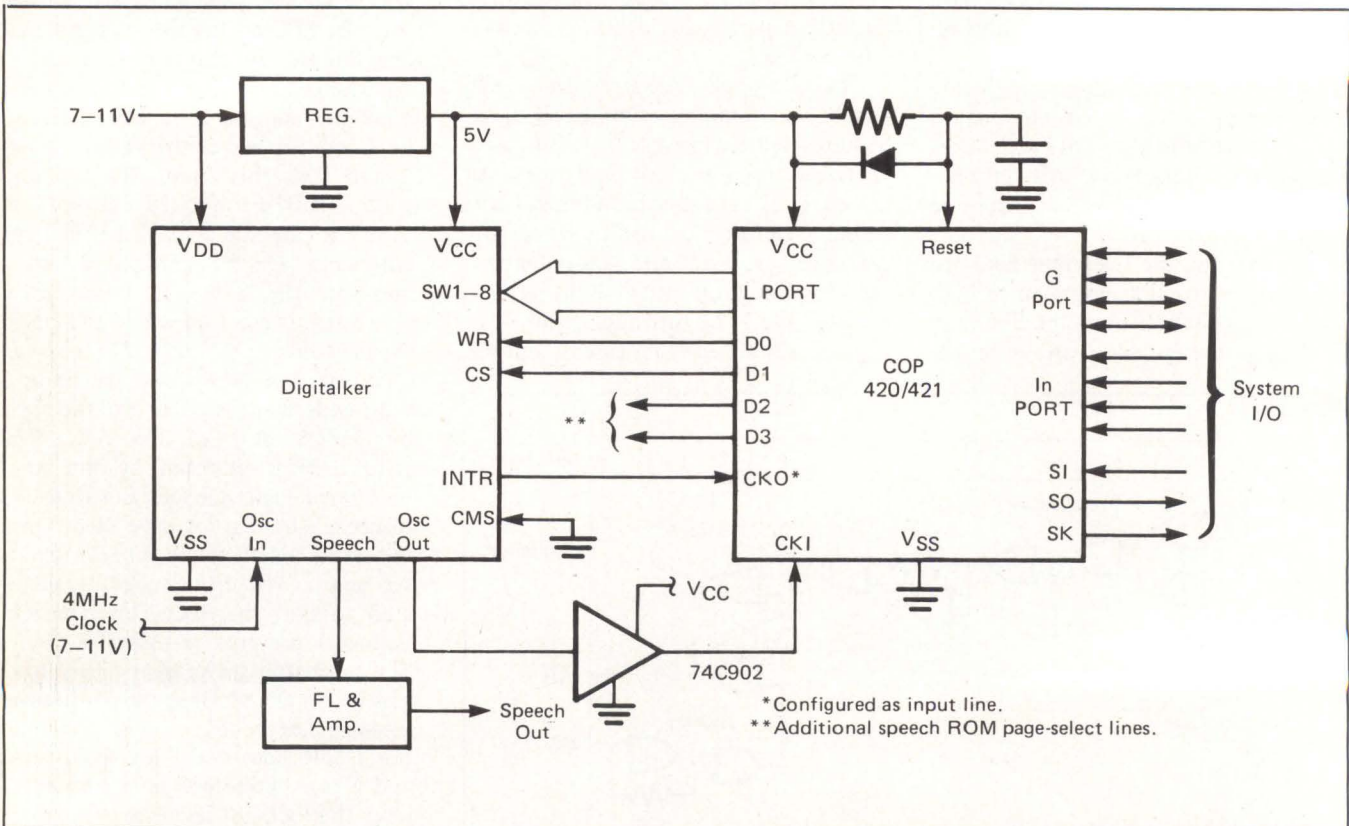 7–11V
REG.
5V
VDD
VCC
SW1–8
WR
CS
Digitalker
INTR
CMS
VSS
Osc
In
Speech
Osc
Out
VCC
Reset
L PORT
D0
D1
D2
D3
CKO*
CKI
VSS
COP
420/421
G
Port
In
PORT
SI
SO
SK
System
I/O
**
4MHz
Clock
(7–11V)
FL &
Amp.
Speech
Out
VCC
74C902
*Configured as input line.
**Additional speech ROM page-select lines.